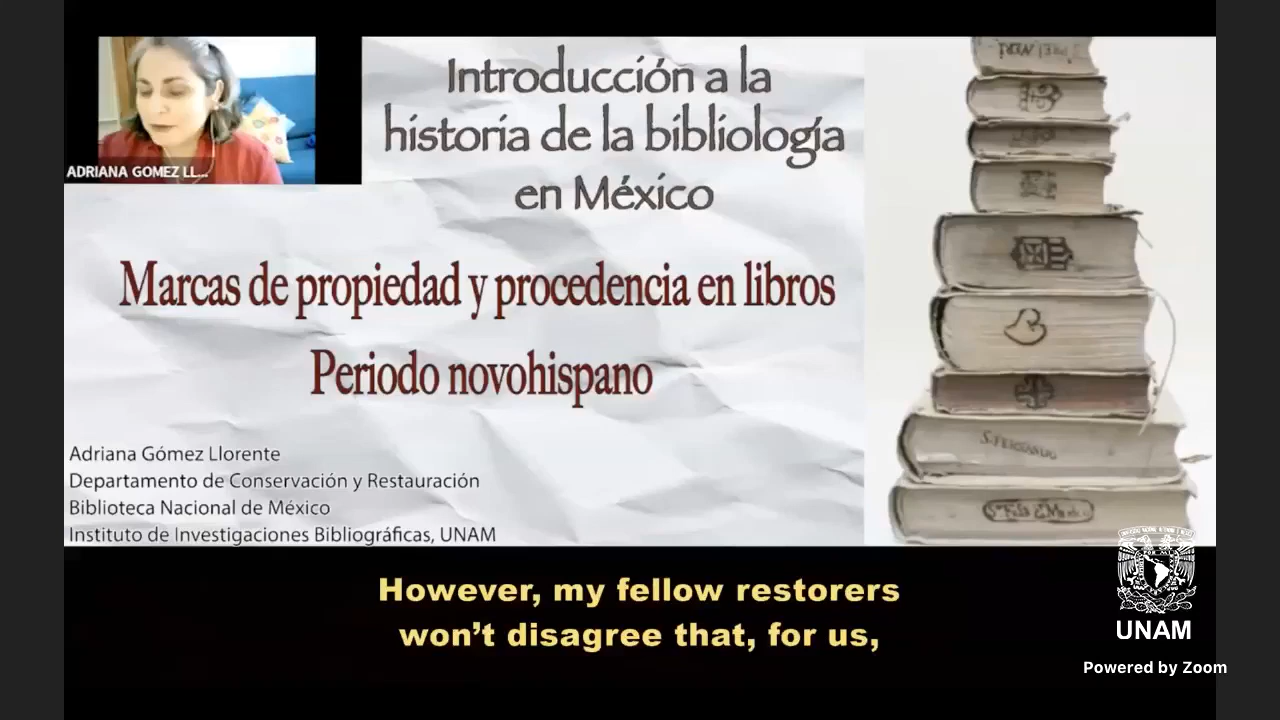 Introducción a la
historia de la bibliología
en México
ADRIANA GOMEZ LL...
Marcas de propiedad y procedencia en libros
Periodo novohispano
Adriana Gómez Llorente
Departamento de Conservación y Restauración
Biblioteca Nacional de México
Instituto de Investigaciones Bibliográficas, UNAM
S. FERNANDO
However, my fellow restorers
won't disagree that, for us,
UNAM
Powered by Zoom